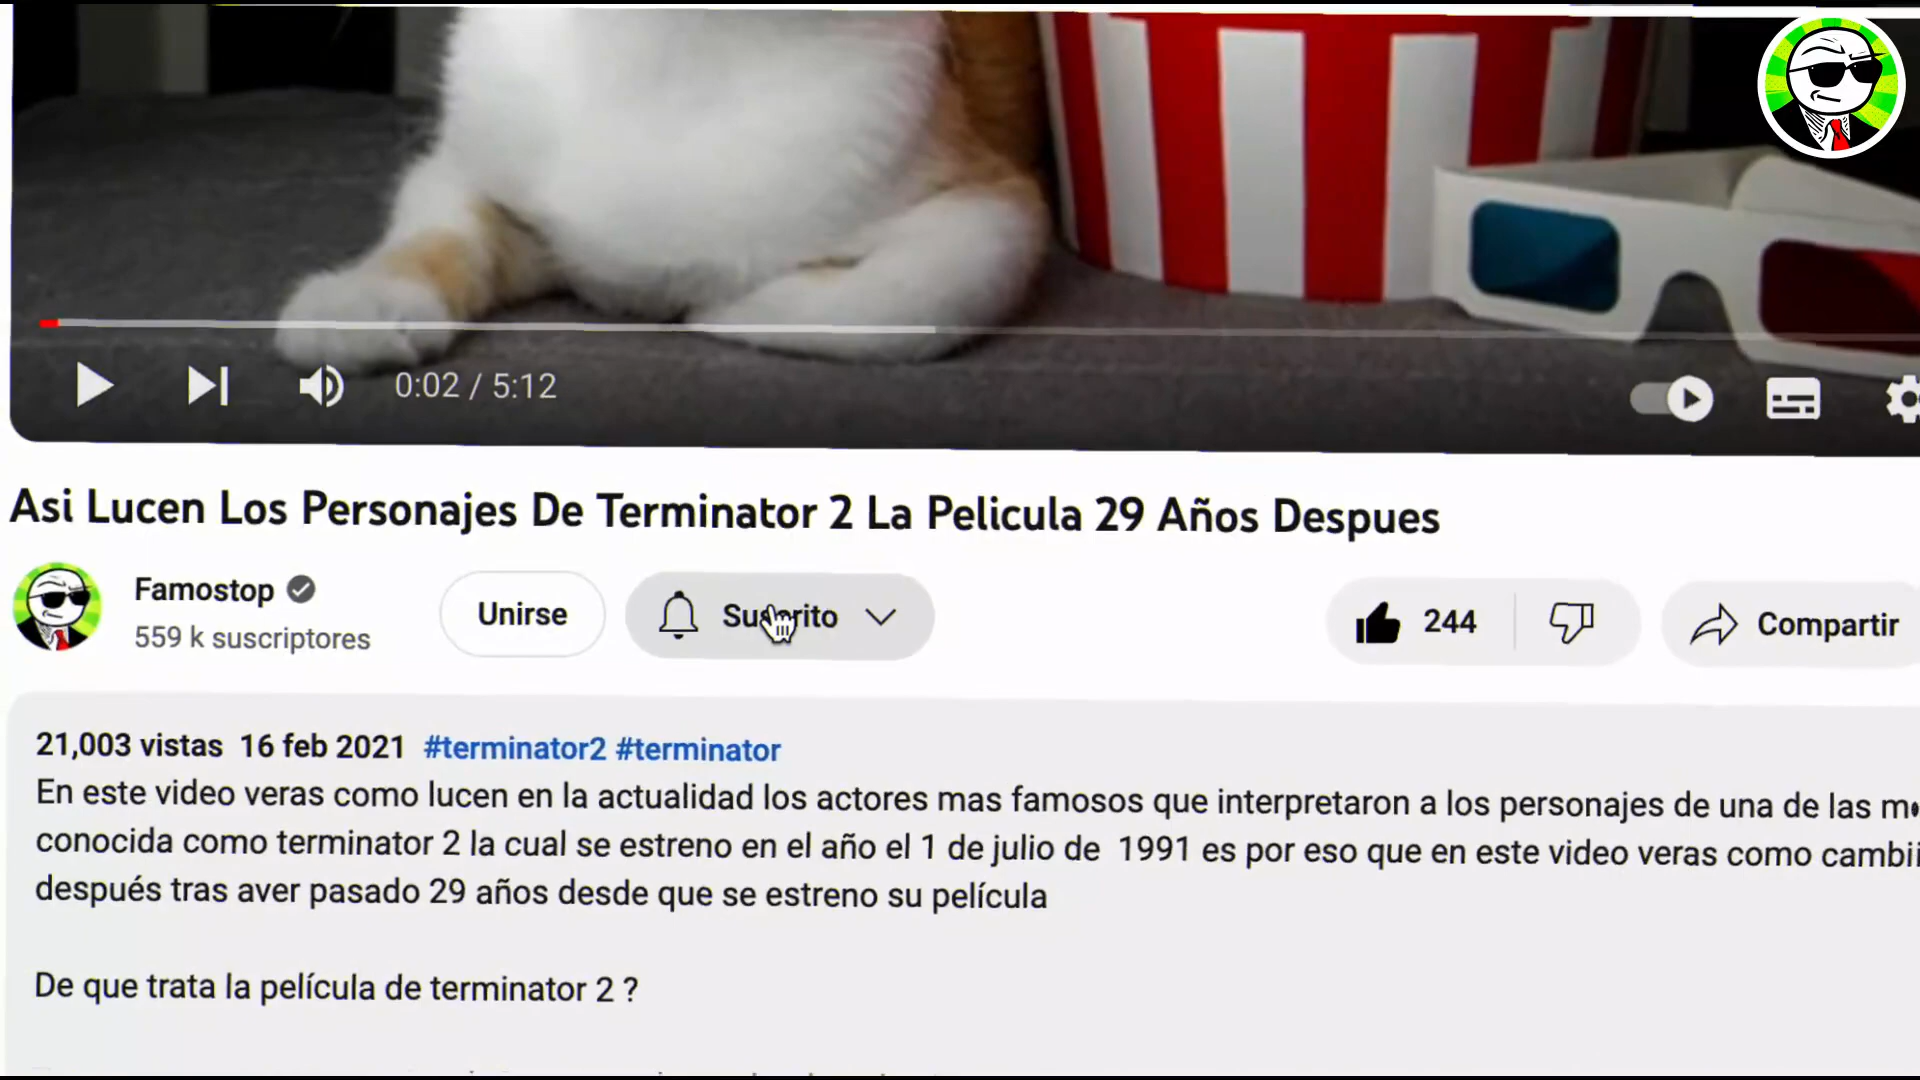 0:02 / 5:12
Asi Lucen Los Personajes De Terminator 2 La Pelicula 29 Años Despues
Famostop
559 k suscriptores
Unirse
Suscrito
244
Compartir
21,003 vistas 16 feb 2021 #terminator2 #terminator
En este video veras como lucen en la actualidad los actores mas famosos que interpretaron a los personajes de una de las
conocida como terminator 2 la cual se estreno en el año el 1 de julio de 1991 es por eso que en este video veras como
después tras aver pasado 29 años desde que se estreno su película
De que trata la película de terminator 2 ?